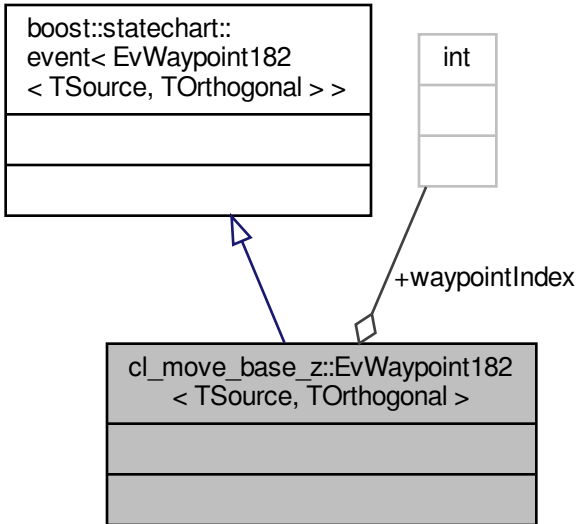 boost::statechart::
event< EvWaypoint182
< TSource, TOrthogonal > >
int
+waypointIndex
cl_move_base_z::EvWaypoint182
< TSource, TOrthogonal >